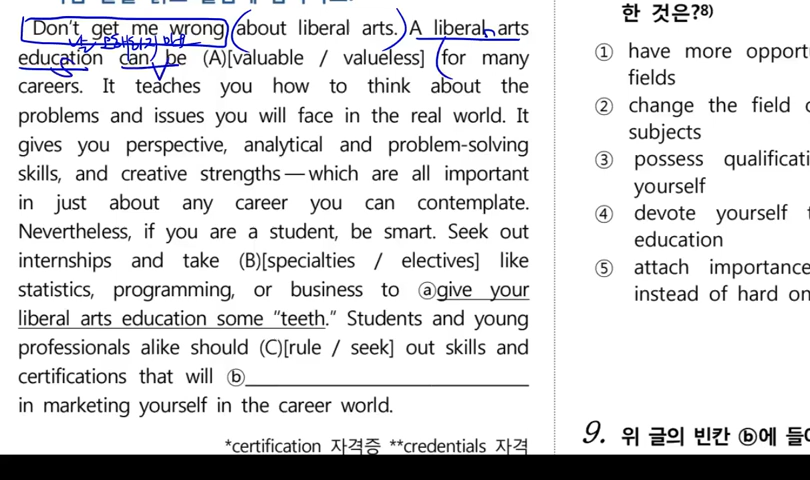 Don't get me wrong about liberal arts. A liberal arts
education can be (A)[valuable / valueless] for many
careers. It teaches you how to think about the
problems and issues you will face in the real world. It
gives you perspective, analytical and problem-solving
skills, and creative strengths—which are all important
in just about any career you can contemplate.
Nevertheless, if you are a student, be smart. Seek out
internships and take (B)[specialties / electives] like
statistics, programming, or business to ⓐgive your
liberal arts education some “teeth.” Students and young
professionals alike should (C)[rule / seek] out skills and
certifications that will ⓑ
in marketing yourself in the career world.
*certification 자격증 **credentials 자격
한 것은?8)
① have more opport
fields
② change the field
subjects
③ possess qualificati
yourself
④ devote yourself
education
⑤ attach importance
instead of hard on
9. 위 글의 빈칸 ⓑ에 들어